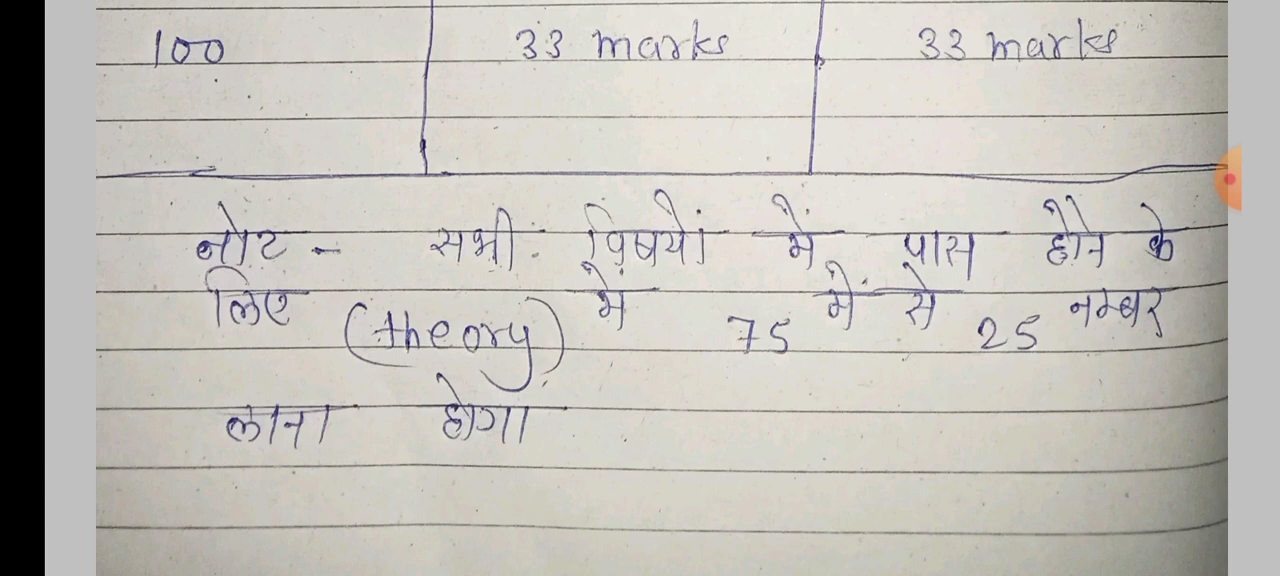 100 33 marks 33 marks
नोट - सभी विषयों में पास होने के
लिए (theory) में 75 में से 25 नम्बर
लाना होगा